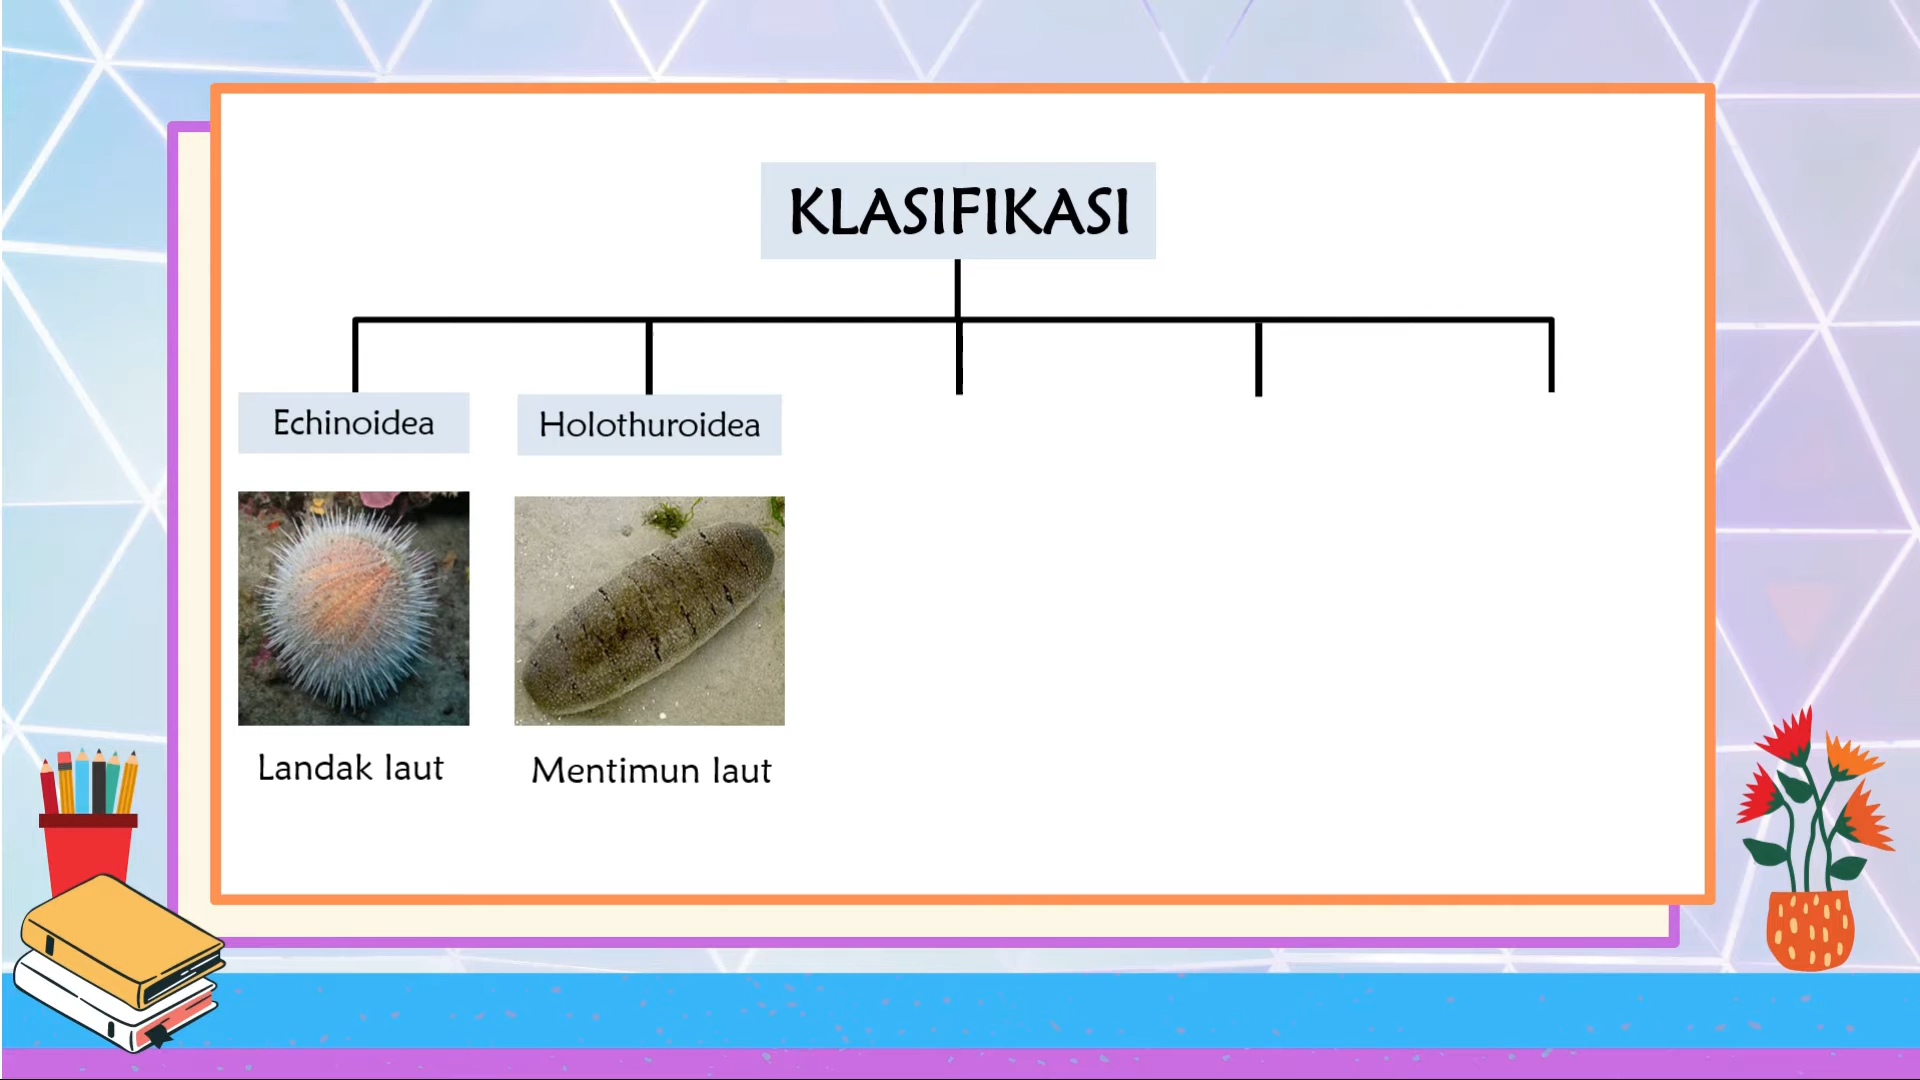 KLASIFIKASI
Echinoidea
Holothuroidea
Landak laut
Mentimun laut